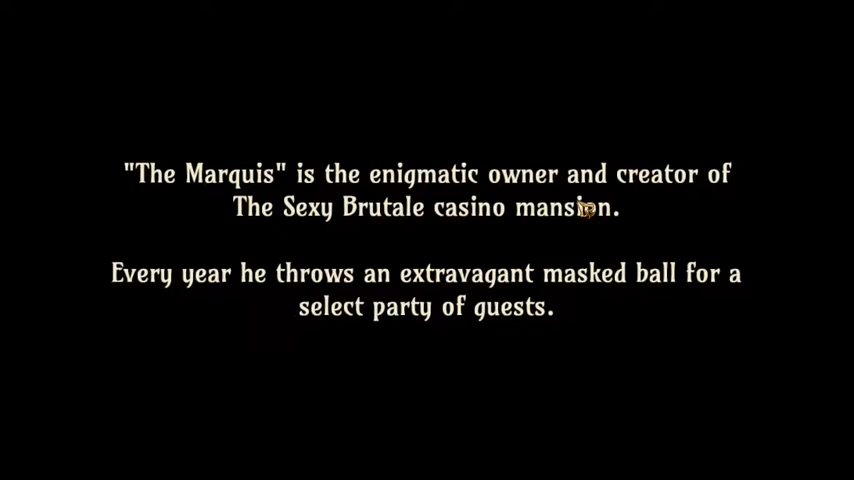 "The Marquis" is the enigmatic owner and creator of
The Sexy Brutale casino mansion.
Every year he throws an extravagant masked ball for a
select party of guests.